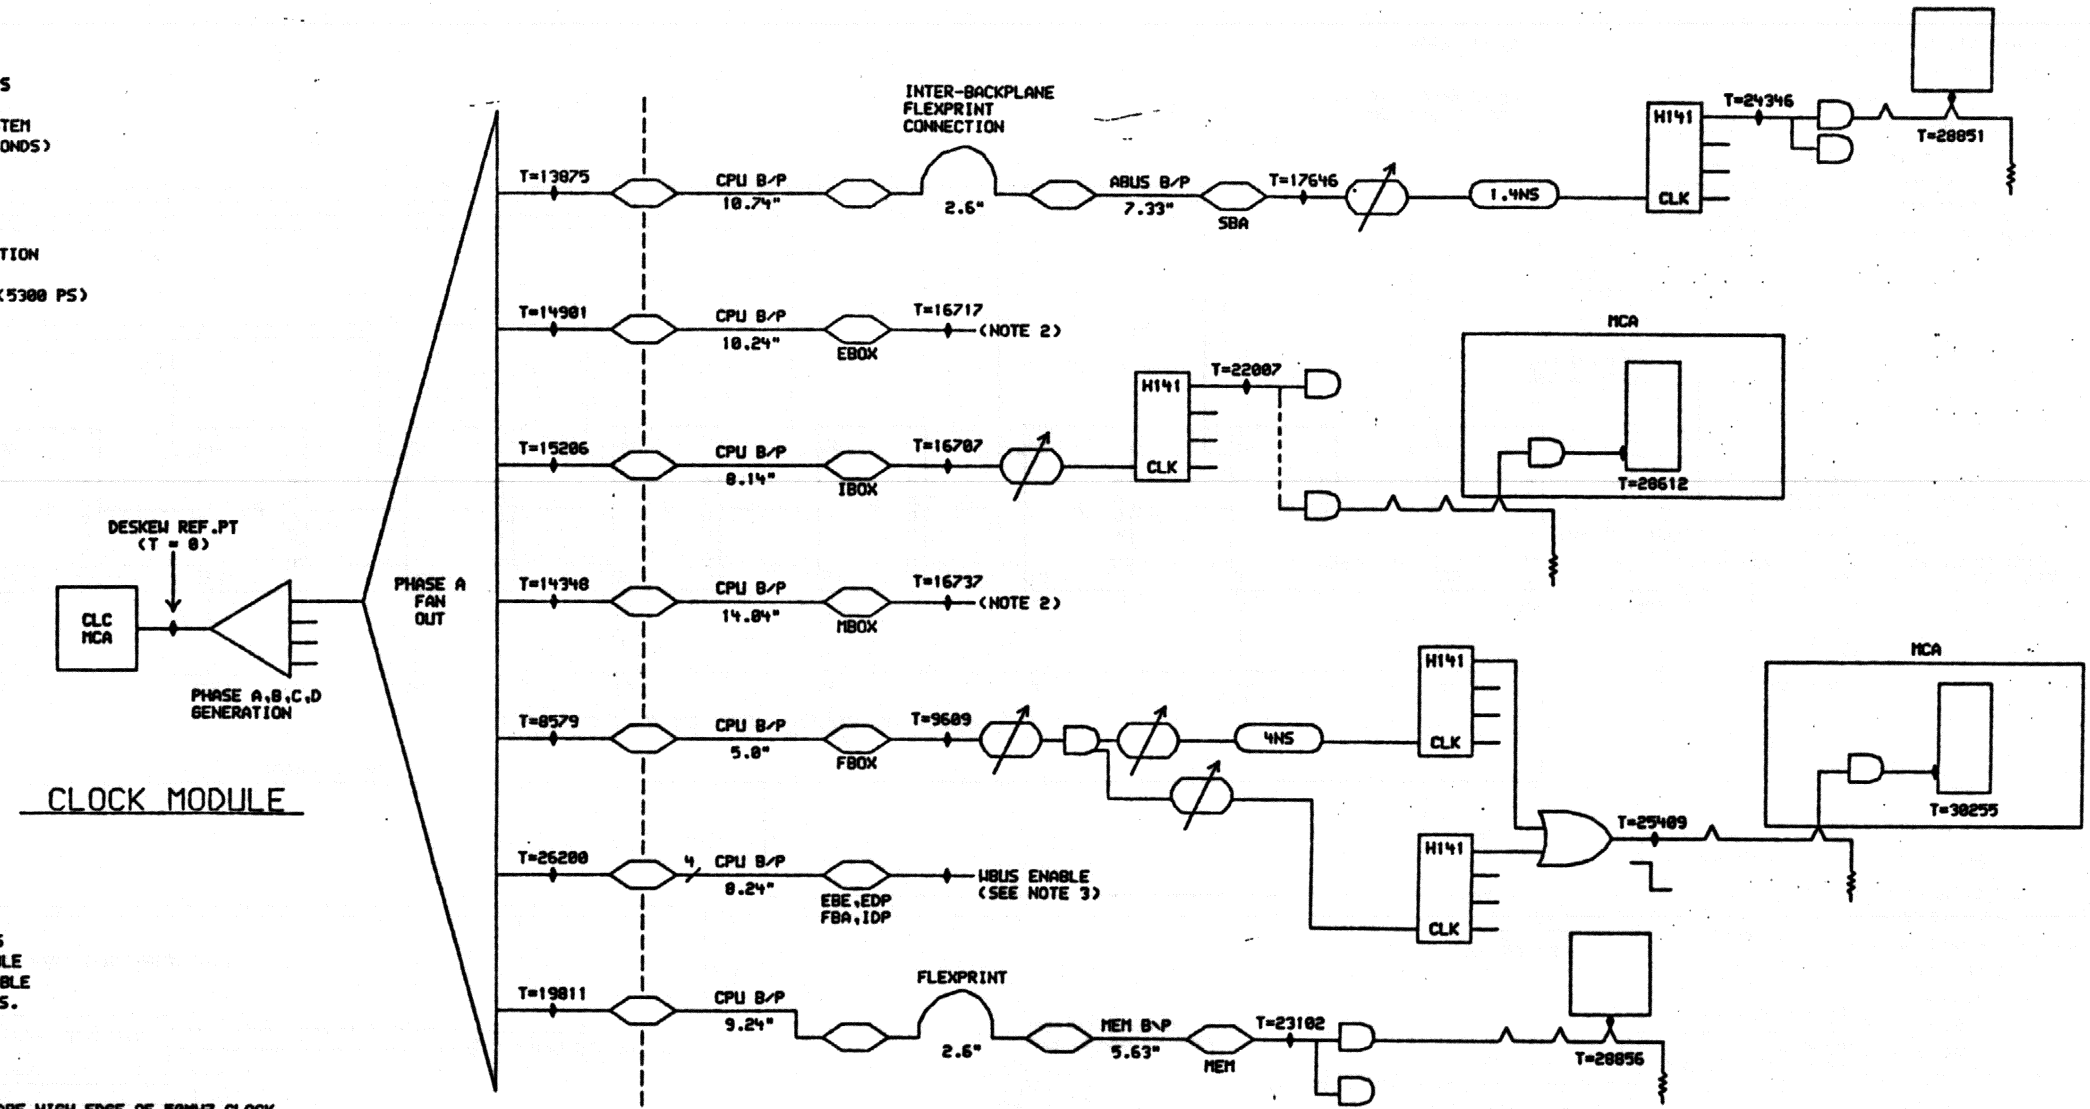 S
TEM
ONDS)
TION
(5300 PS)
INTER-BACKPLANE
FLEXPRINT
CONNECTION
T=13875
CPU B/P
10.74"
2.6"
ABUS B/P
7.33"
SBA
T=17646
1.4NS
H141
CLK
T=24346
T=28851
T=14901
CPU B/P
10.24"
EBOX
T=16717
(NOTE 2)
T=15206
CPU B/P
8.14"
IBOX
T=16707
H141
CLK
T=22007
MCA
T=28612
DESKEW REF.PT
(T = 0)
CLC
MCA
PHASE A,B,C,D
GENERATION
PHASE A
FAN
OUT
T=14348
CPU B/P
14.04"
MBOX
T=16737
(NOTE 2)
T=8579
CPU B/P
5.0"
FBOX
T=9609
4NS
H141
CLK
H141
CLK
T=25409
MCA
T=30255
CLOCK MODULE
T=26200
4
CPU B/P
8.24"
EBE,EDP
FBA,IDP
WBUS ENABLE
(SEE NOTE 3)
S
LE
BLE
S.
T=19811
CPU B/P
9.24"
FLEXPRINT
2.6"
MEM B\P
5.63"
MEM
T=23102
T=28856
HIGH EDGE OF 50MHZ CLOCK